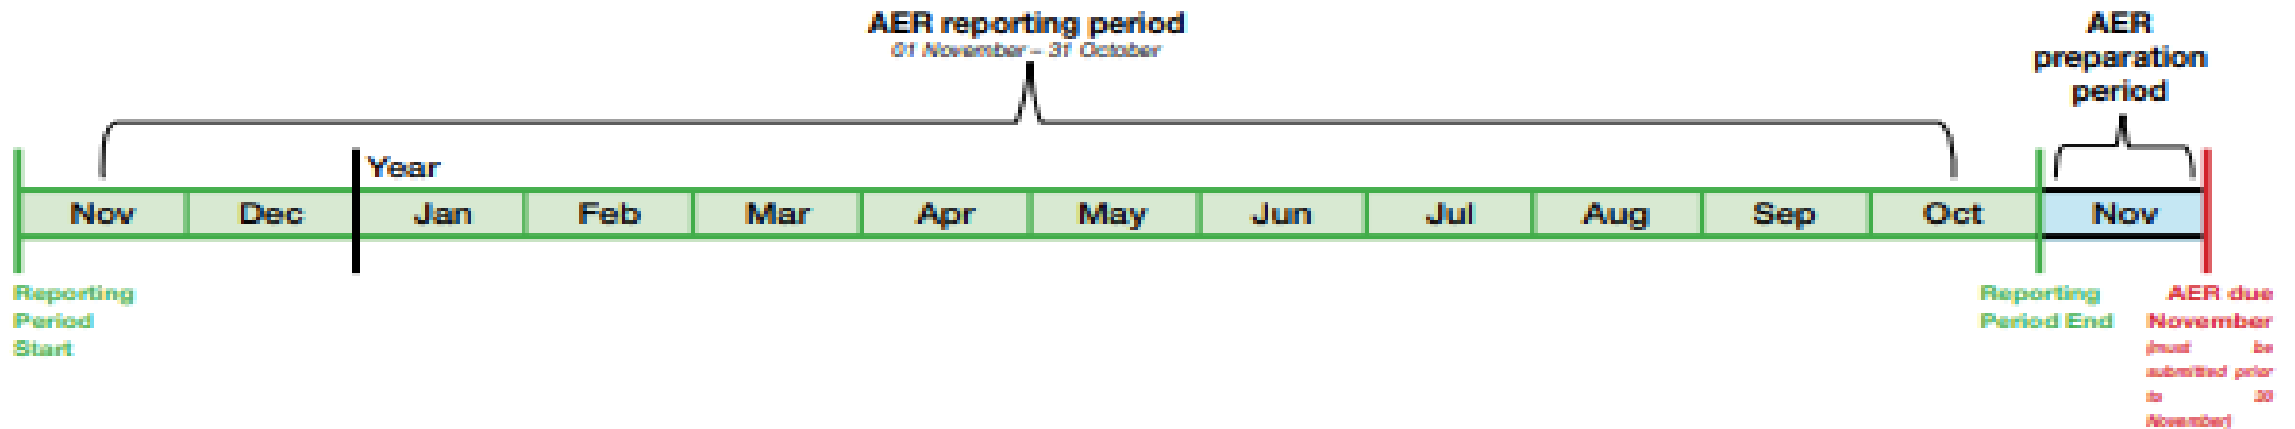 AER reporting period
01 November – 31 October
AER
preparation
period
Year
Nov Dec Jan Feb Mar Apr May Jun Jul Aug Sep Oct Nov
Reporting
Period
Start
Reporting
Period End
AER due
November
(must be
submitted prior
to 30
November)